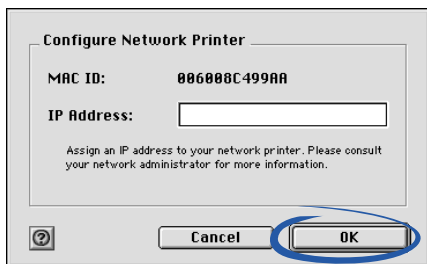 Configure Network Printer
MAC ID: 006008C499AA
IP Address:
Assign an IP address to your network printer. Please consult
your network administrator for more information.
?
Cancel
OK